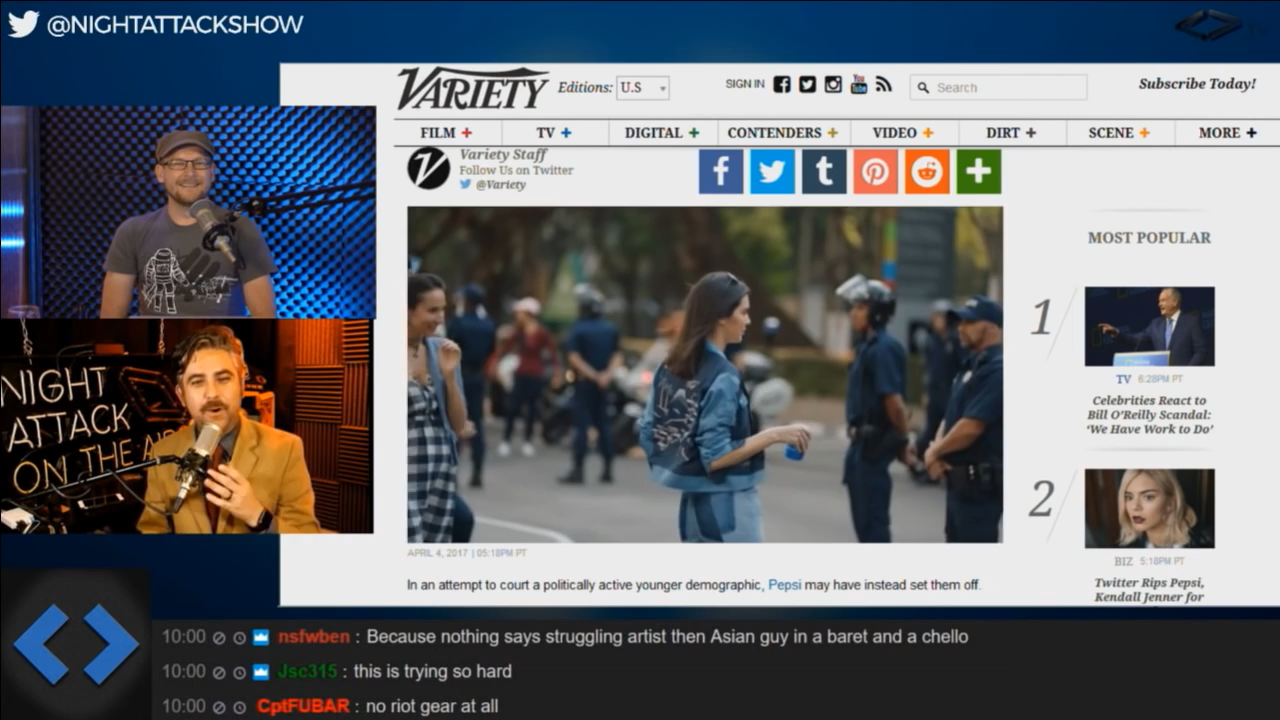 @NIGHTATTACKSHOW
VARIETY
Editions: U.S
SIGN IN
You
Tube
Search
Subscribe Today!
FILM +
TV +
DIGITAL +
CONTENDERS +
VIDEO +
DIRT +
SCENE +
MORE +
Variety Staff
Follow Us on Twitter
@Variety
MOST POPULAR
1
TV 6:28PM PT
Celebrities React to
Bill O'Reilly Scandal:
'We Have Work to Do'
2
BIZ 5:16PM PT
Twitter Rips Pepsi,
Kendall Jenner for
NIGHT
ATTACK
ON THE AIR
APRIL 4, 2017 | 05:18PM PT
In an attempt to court a politically active younger demographic, Pepsi may have instead set them off.
10:00 nsfwben : Because nothing says struggling artist then Asian guy in a baret and a chello
10:00 Jsc315 : this is trying so hard
10:00 CptFUBAR : no riot gear at all